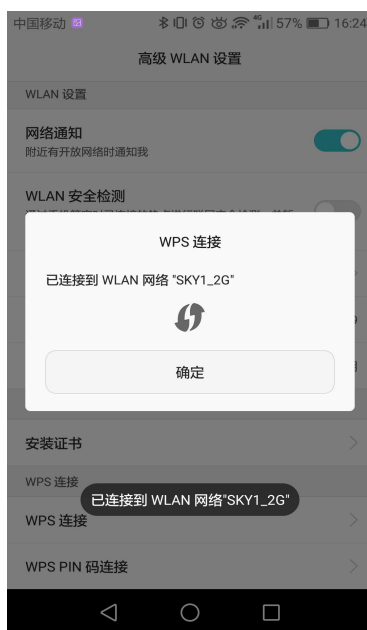 中国移动 4G 57% 16:24
高级 WLAN 设置
WLAN 设置
网络通知
附近有开放网络时通知我
WLAN 安全检测
WPS 连接
已连接到 WLAN 网络 "SKY1_2G"
确定
安装证书
WPS 连接
已连接到 WLAN 网络"SKY1_2G"
WPS 连接
WPS PIN 码连接